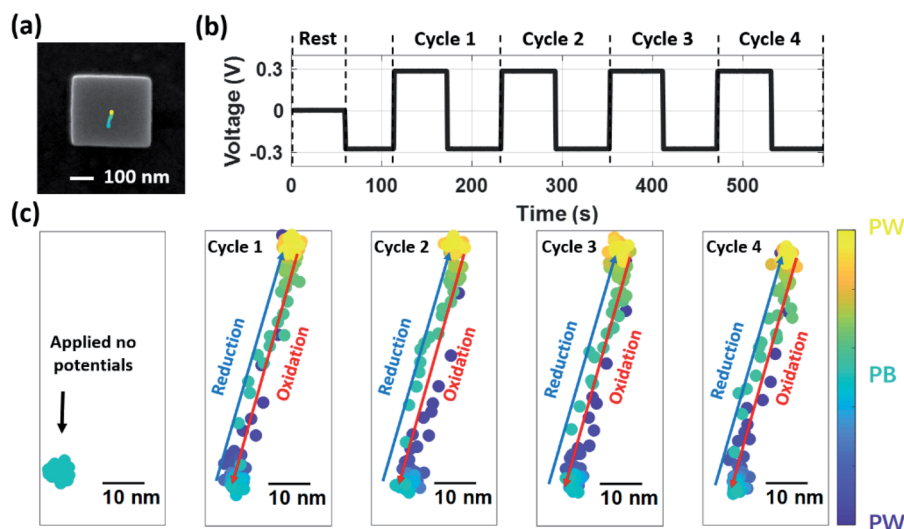 (a)
100 nm
(b)
Rest
Cycle 1
Cycle 2
Cycle 3
Cycle 4
Voltage (V)
0.3
0
-0.3
0
100
200
300
400
500
Time (s)
(c)
Applied no
potentials
10 nm
Cycle 1
Reduction
Oxidation
10 nm
Cycle 2
Reduction
Oxidation
10 nm
Cycle 3
Reduction
Oxidation
10 nm
Cycle 4
Reduction
Oxidation
10 nm
PW
PB
PW